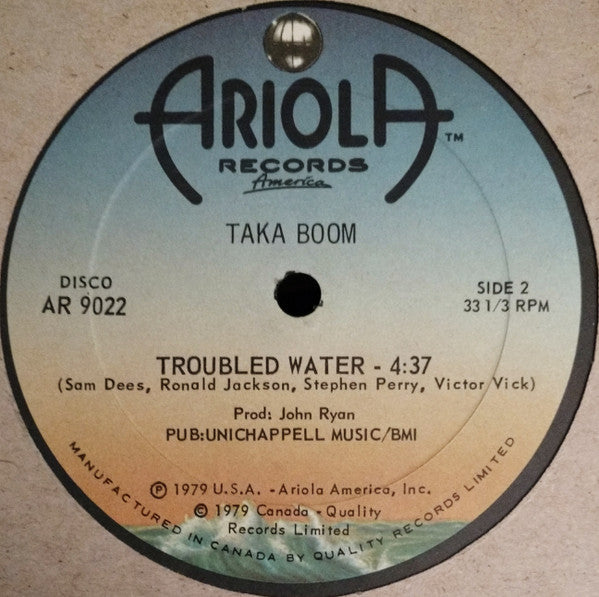 ARIOLA™
RECORDS
America
TAKA BOOM
DISCO
AR 9022
SIDE 2
33 1/3 RPM
TROUBLED WATER - 4:37
(Sam Dees, Ronald Jackson, Stephen Perry, Victor Vick)
Prod: John Ryan
PUB:UNICHAPPELL MUSIC/BMI
℗ 1979 U.S.A. -Ariola America, Inc.
© 1979 Canada - Quality
Records Limited
MANUFACTURED IN CANADA BY QUALITY RECORDS LIMITED